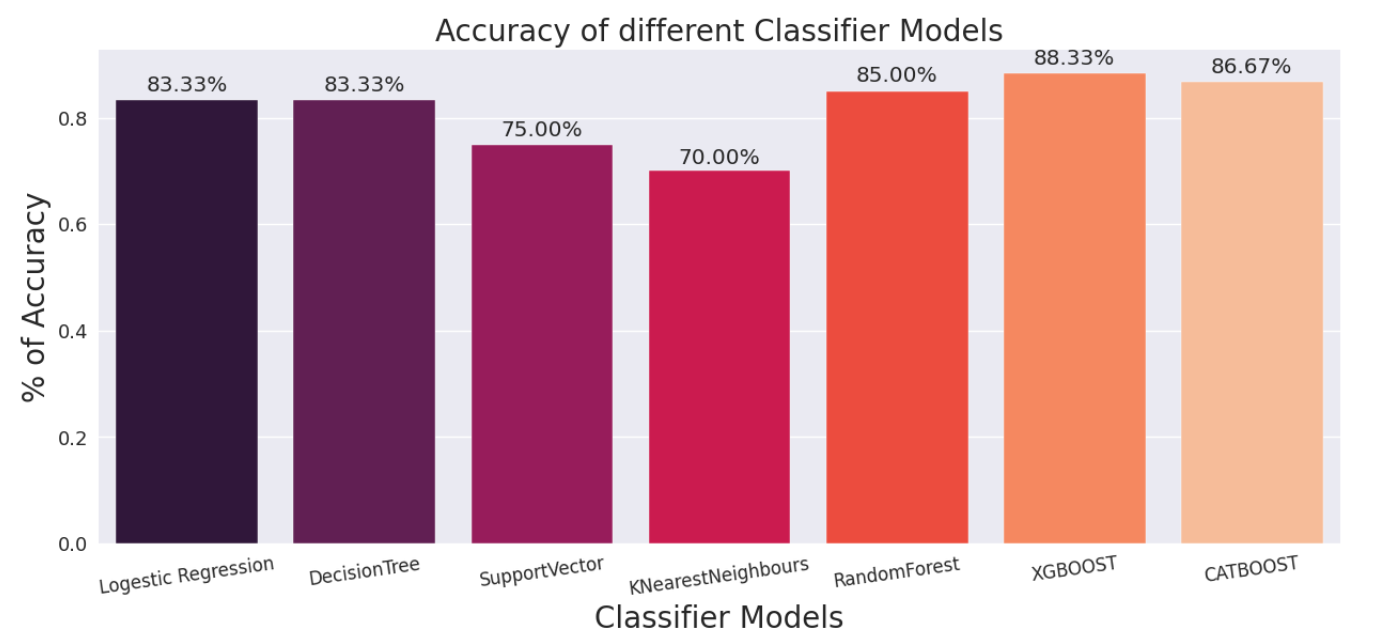 Accuracy of different Classifier Models
83.33%
83.33%
75.00%
70.00%
85.00%
88.33%
86.67%
% of Accuracy
0.8
0.6
0.4
0.2
0.0
Logestic Regression
DecisionTree
SupportVector
KNearestNeighbours
RandomForest
XGBOOST
CATBOOST
Classifier Models